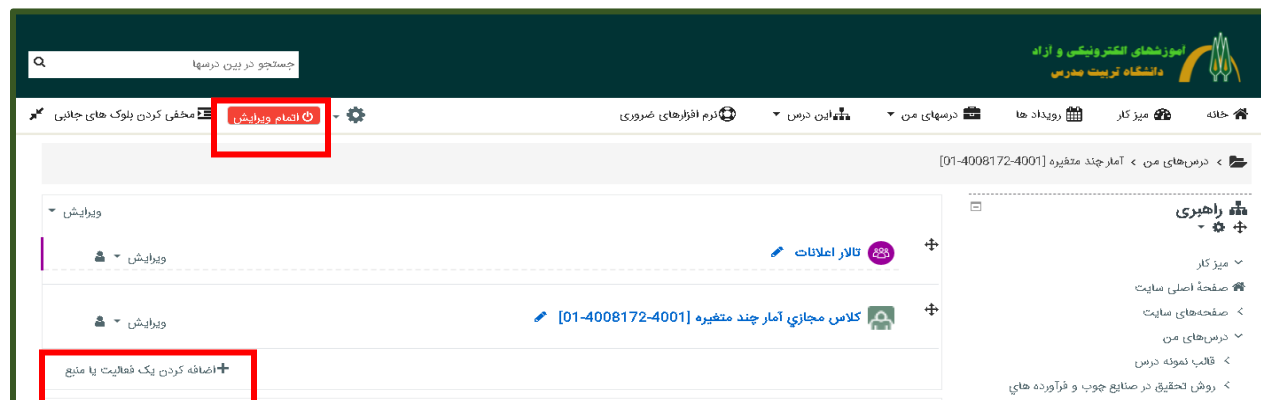 آموزشهای الکترونیکی و آزاد
دانشگاه تربیت مدرس
جستجو در بین درسها
خانه
میز کار
رویداد ها
درسهای من
این درس
نرم افزارهای ضروری
اتمام ویرایش
مخفی کردن بلوک های جانبی
درس‌های من › آمار چند متغیره [4001-4008172-01]
راهبری
میز کار
صفحهٔ اصلی سایت
صفحه‌های سایت
درس‌های من
قالب نمونه درس
روش تحقیق در صنایع چوب و فرآورده هاي
ویرایش
تالار اعلانات
ویرایش
کلاس مجازي آمار چند متغیره [4001-4008172-01]
ویرایش
اضافه کردن یک فعالیت یا منبع